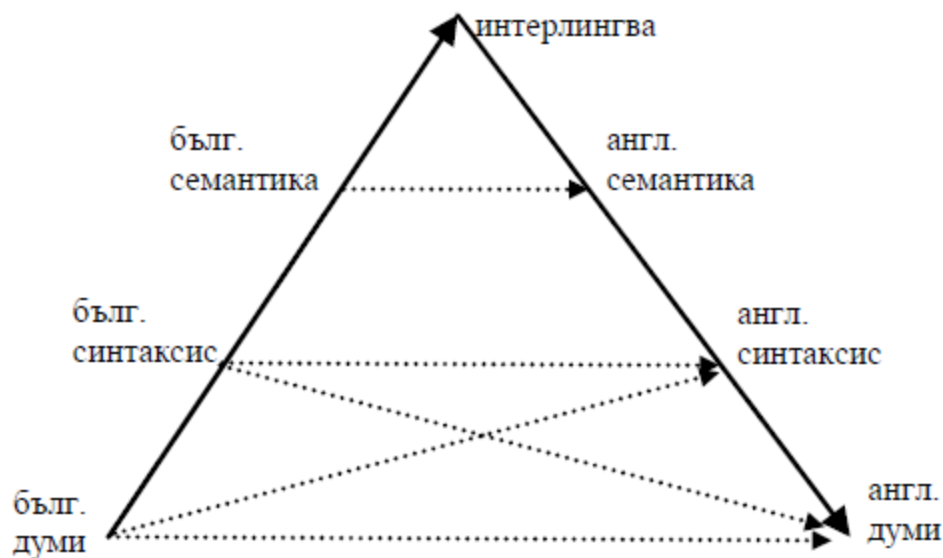 интерлингва
бълг.
семантика
англ.
семантика
бълг.
синтаксис
англ.
синтаксис
бълг.
думи
англ.
думи